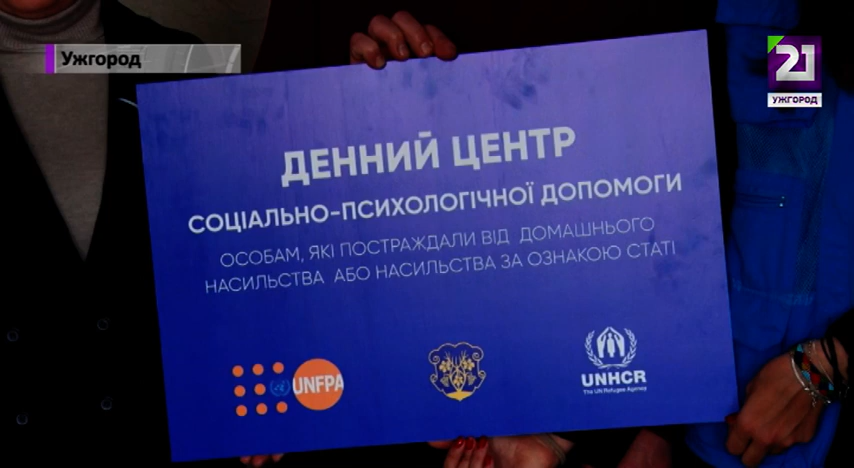 Ужгород
21
УЖГОРОД
ДЕННИЙ ЦЕНТР
СОЦІАЛЬНО-ПСИХОЛОГІЧНОЇ ДОПОМОГИ
ОСОБАМ, ЯКІ ПОСТРАЖДАЛИ ВІД ДОМАШНЬОГО
НАСИЛЬСТВА АБО НАСИЛЬСТВА ЗА ОЗНАКОЮ СТАТІ
UNFPA
UNHCR
The UN Refugee Agency